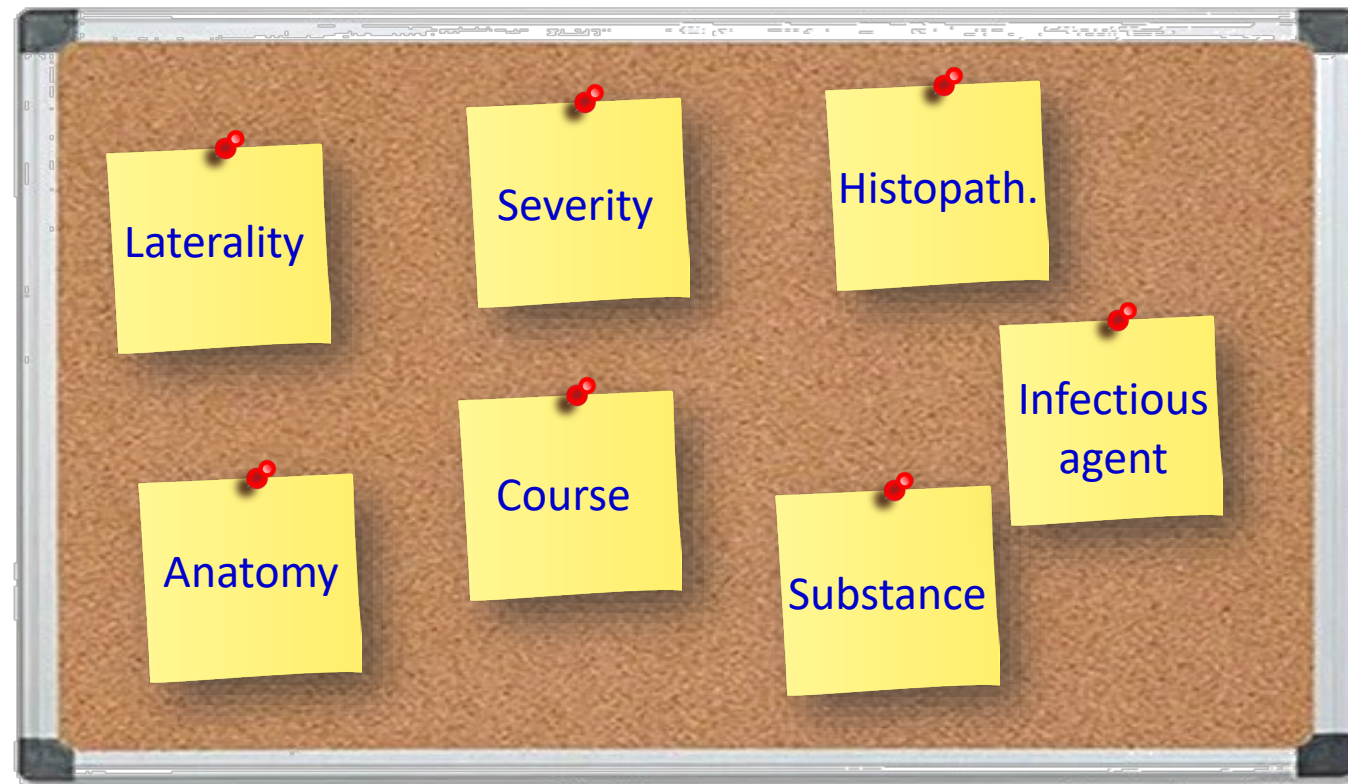 Laterality
Severity
Histopath.
Infectious
agent
Anatomy
Course
Substance